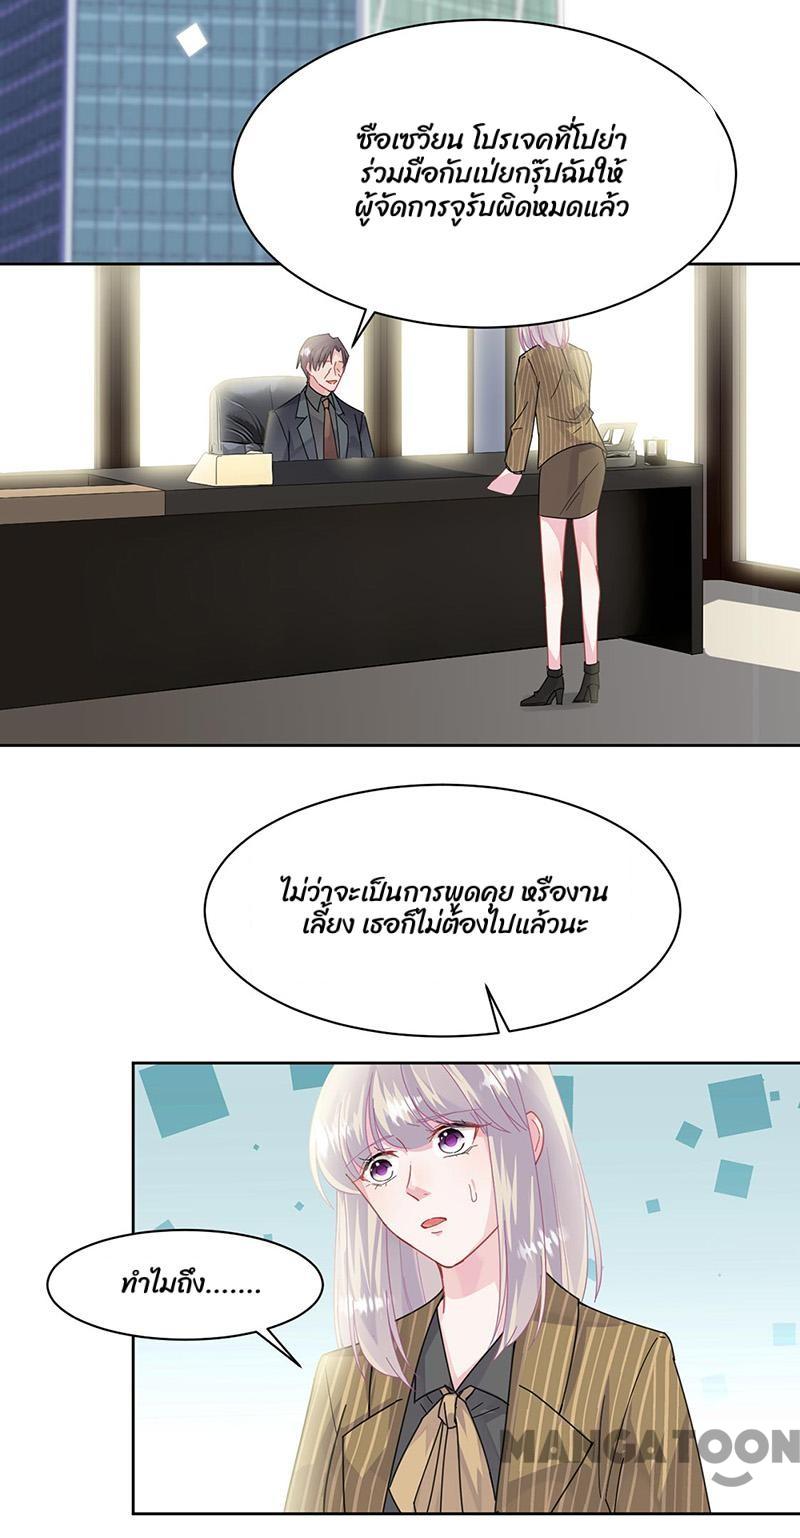 ซือเซวียน โปรเจคที่โปย่า
ร่วมมือกับเป่ยกรุ๊ปฉันให้
ผู้จัดการจูรับผิดหมดแล้ว
ไม่ว่าจะเป็นการพูดคุย หรืองาน
เลี้ยง เธอก็ไม่ต้องไปแล้วนะ
ทำไมถึง.......
MANGATOON